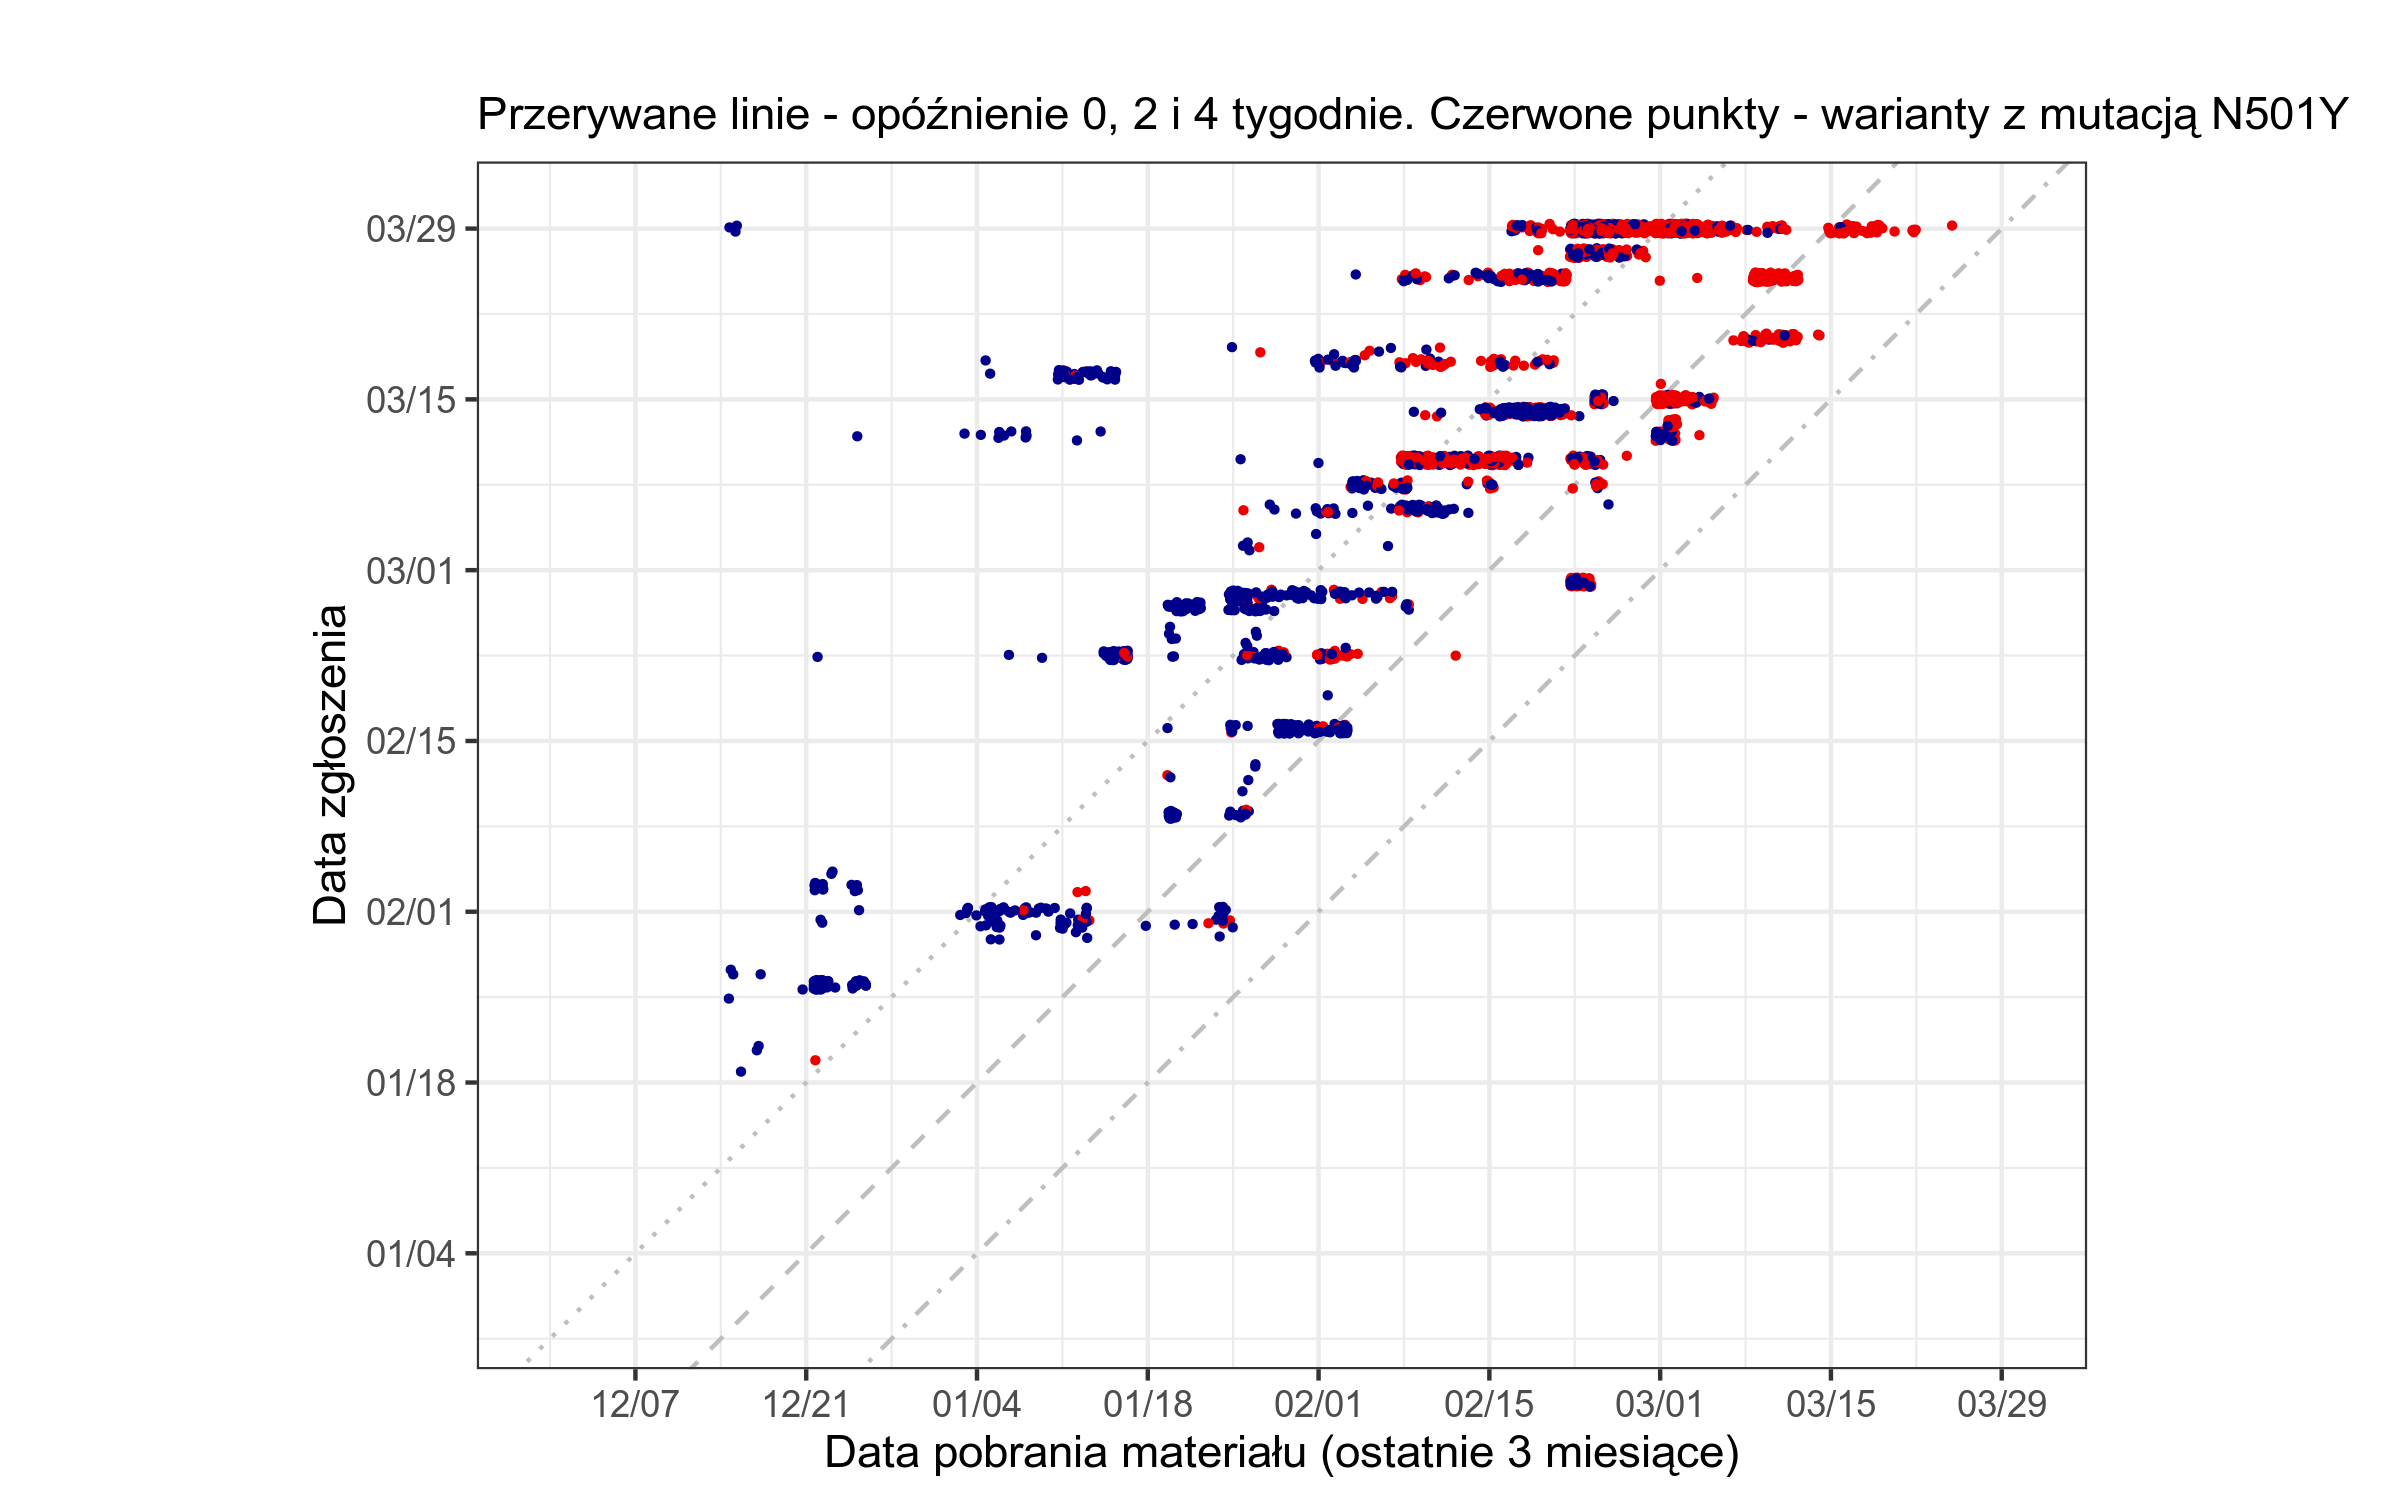 Przerywane linie - opóźnienie 0, 2 i 4 tygodnie. Czerwone punkty - warianty z mutacją N501Y
Data zgłoszenia
03/29
03/15
03/01
02/15
02/01
01/18
01/04
12/07 12/21 01/04 01/18 02/01 02/15 03/01 03/15 03/29
Data pobrania materiału (ostatnie 3 miesiące)